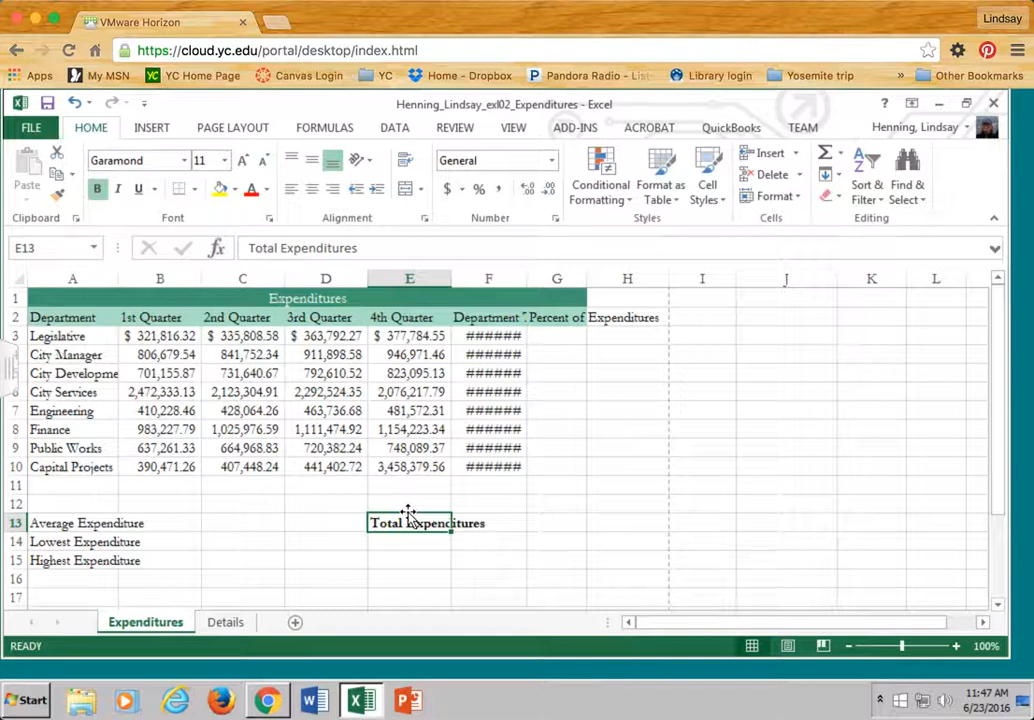 VMware Horizon
Lindsay
https://cloud.yc.edu/portal/desktop/index.html
Apps My MSN YC Home Page Canvas Login YC Home - Dropbox Pandora Radio - List Library login Yosemite trip » Other Bookmarks
Henning_Lindsay_exl02_Expenditures - Excel
FILE HOME INSERT PAGE LAYOUT FORMULAS DATA REVIEW VIEW ADD-INS ACROBAT QuickBooks TEAM Henning, Lindsay
Garamond 11 General Insert
Paste B I U $ % Conditional Formatting Format as Table Cell Styles Delete Sort & Filter Find & Select
Format
Clipboard Font Alignment Number Styles Cells Editing
E13 fx Total Expenditures
A B C D E F G H I J K L
1 Expenditures
2 Department 1st Quarter 2nd Quarter 3rd Quarter 4th Quarter Department Percent of Expenditures
3 Legislative $ 321,816.32 $ 335,808.58 $ 363,792.27 $ 377,784.55 ######
City Manager 806,679.54 841,752.34 911,898.58 946,971.46 ######
City Developme 701,155.87 731,640.67 792,610.52 823,095.13 ######
City Services 2,472,333.13 2,123,304.91 2,292,524.35 2,076,217.79 ######
7 Engineering 410,228.46 428,064.26 463,736.68 481,572.31 ######
8 Finance 983,227.79 1,025,976.59 1,111,474.92 1,154,223.34 ######
9 Public Works 637,261.33 664,968.83 720,382.24 748,089.37 ######
10 Capital Projects 390,471.26 407,448.24 441,402.72 3,458,379.56 ######
11
12
13 Average Expenditure Total Expenditures
14 Lowest Expenditure
15 Highest Expenditure
16
17
Expenditures Details
READY 100%
Start 11:47 AM
6/23/2016